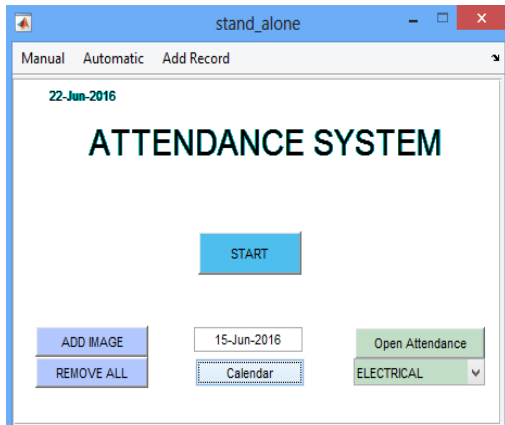 stand_alone
Manual Automatic Add Record
22-Jun-2016
ATTENDANCE SYSTEM
START
ADD IMAGE 15-Jun-2016 Open Attendance
REMOVE ALL Calendar ELECTRICAL